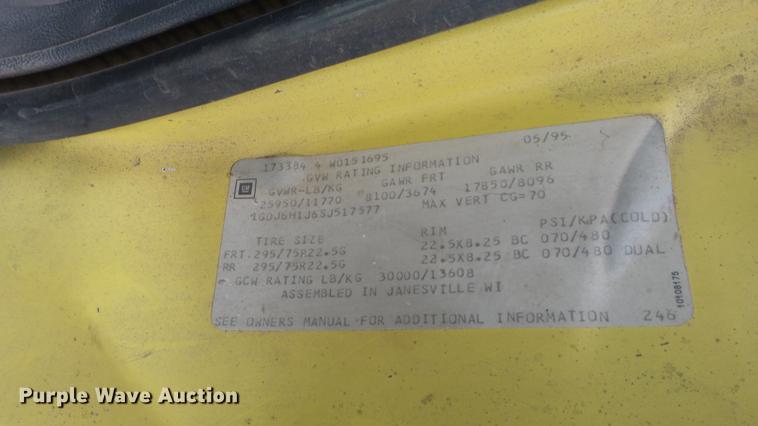 173384 4 W0151695 05/95
GVW RATING INFORMATION
GM GVWR-LB/KG GAWR FRT GAWR RR
25950/11770 8100/3674 17850/8096
1GDJ6H1J6SJ517577 MAX VERT CG=70
TIRE SIZE RIM PSI/KPA(COLD)
FRT.295/75R22.5G 22.5X8.25 BC 070/480
RR 295/75R22.5G 22.5X8.25 BC 070/480 DUAL
GCW RATING LB/KG 30000/13608
ASSEMBLED IN JANESVILLE WI
10108175
SEE OWNERS MANUAL FOR ADDITIONAL INFORMATION 246
Purple Wave Auction